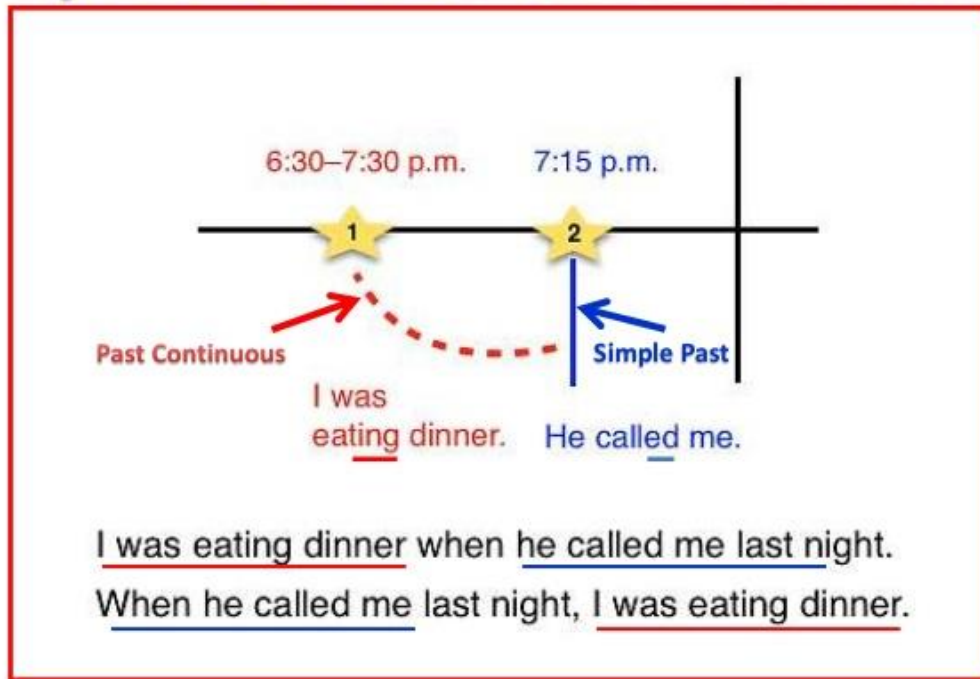 6:30–7:30 p.m. 7:15 p.m.
1 2
Past Continuous Simple Past
I was
eating dinner. He called me.
I was eating dinner when he called me last night.
When he called me last night, I was eating dinner.